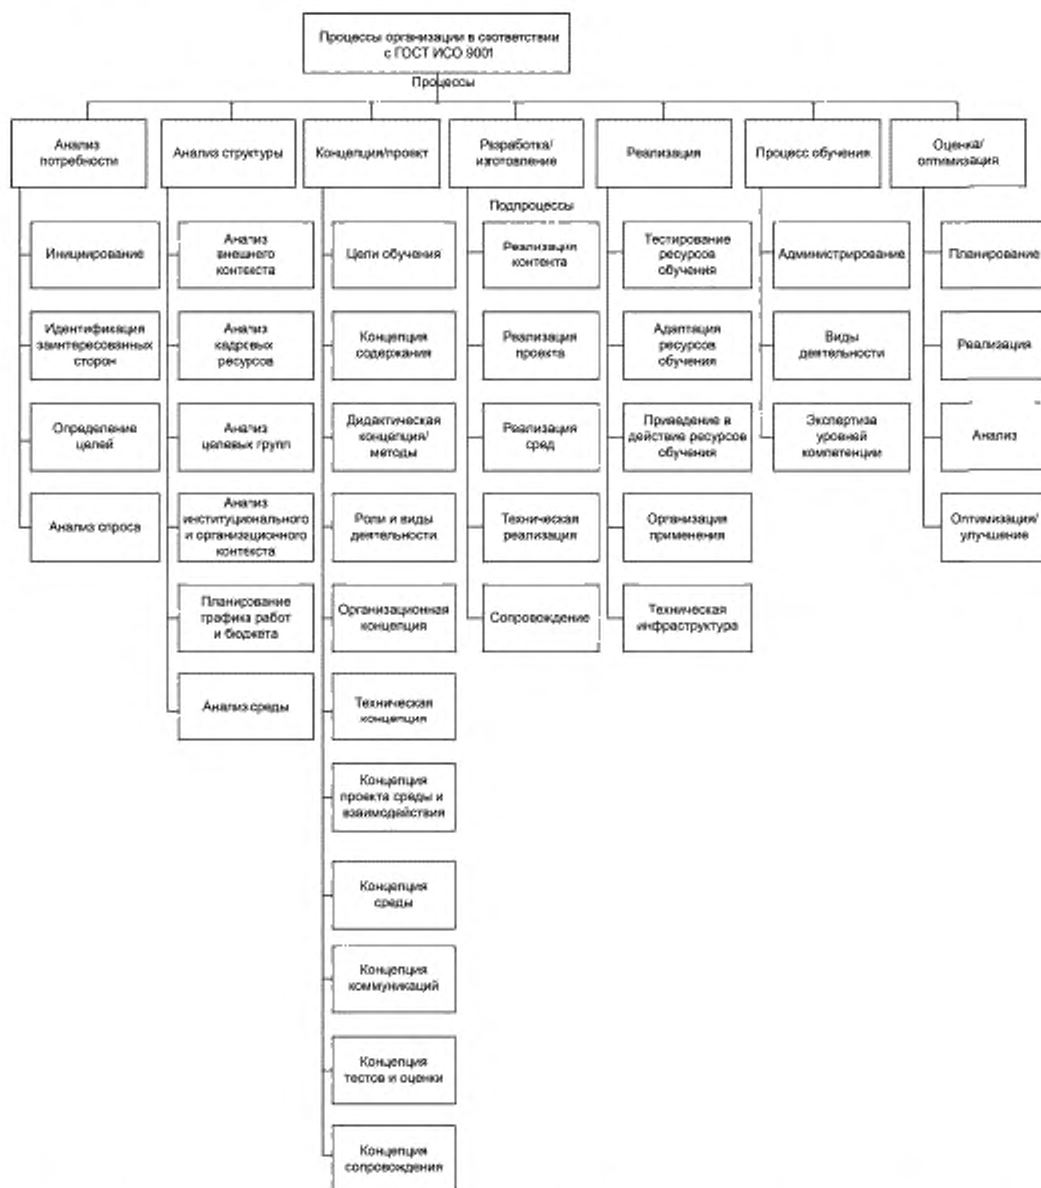 Процессы организации в соответствии
с ГОСТ ИСО 9001
Процессы
Анализ
потребности
Анализ структуры
Концепция/проект
Разработка/
изготовление
Реализация
Процесс обучения
Оценка/
оптимизация
Подпроцессы
Инициирование
Идентификация
заинтересованных
сторон
Определение
целей
Анализ спроса
Анализ
внешнего
контекста
Анализ
кадровых
ресурсов
Анализ
целевых групп
Анализ
институционального
и организационного
контекста
Планирование
графика работ
и бюджета
Анализ среды
Цели обучения
Концепция
содержания
Дидактическая
концепция/
методы
Роли и виды
деятельности
Организационная
концепция
Техническая
концепция
Концепция
проекта среды и
взаимодействия
Концепция
среды
Концепция
коммуникаций
Концепция
тестов и оценки
Концепция
сопровождения
Реализация
контента
Реализация
проекта
Реализация
сред
Техническая
реализация
Сопровождение
Тестирование
ресурсов
обучения
Адаптация
ресурсов
обучения
Приведение в
действие ресурсов
обучения
Организация
применения
Техническая
инфраструктура
Администрирование
Виды
деятельности
Экспертиза
уровней
компетенции
Планирование
Реализация
Анализ
Оптимизация/
улучшение